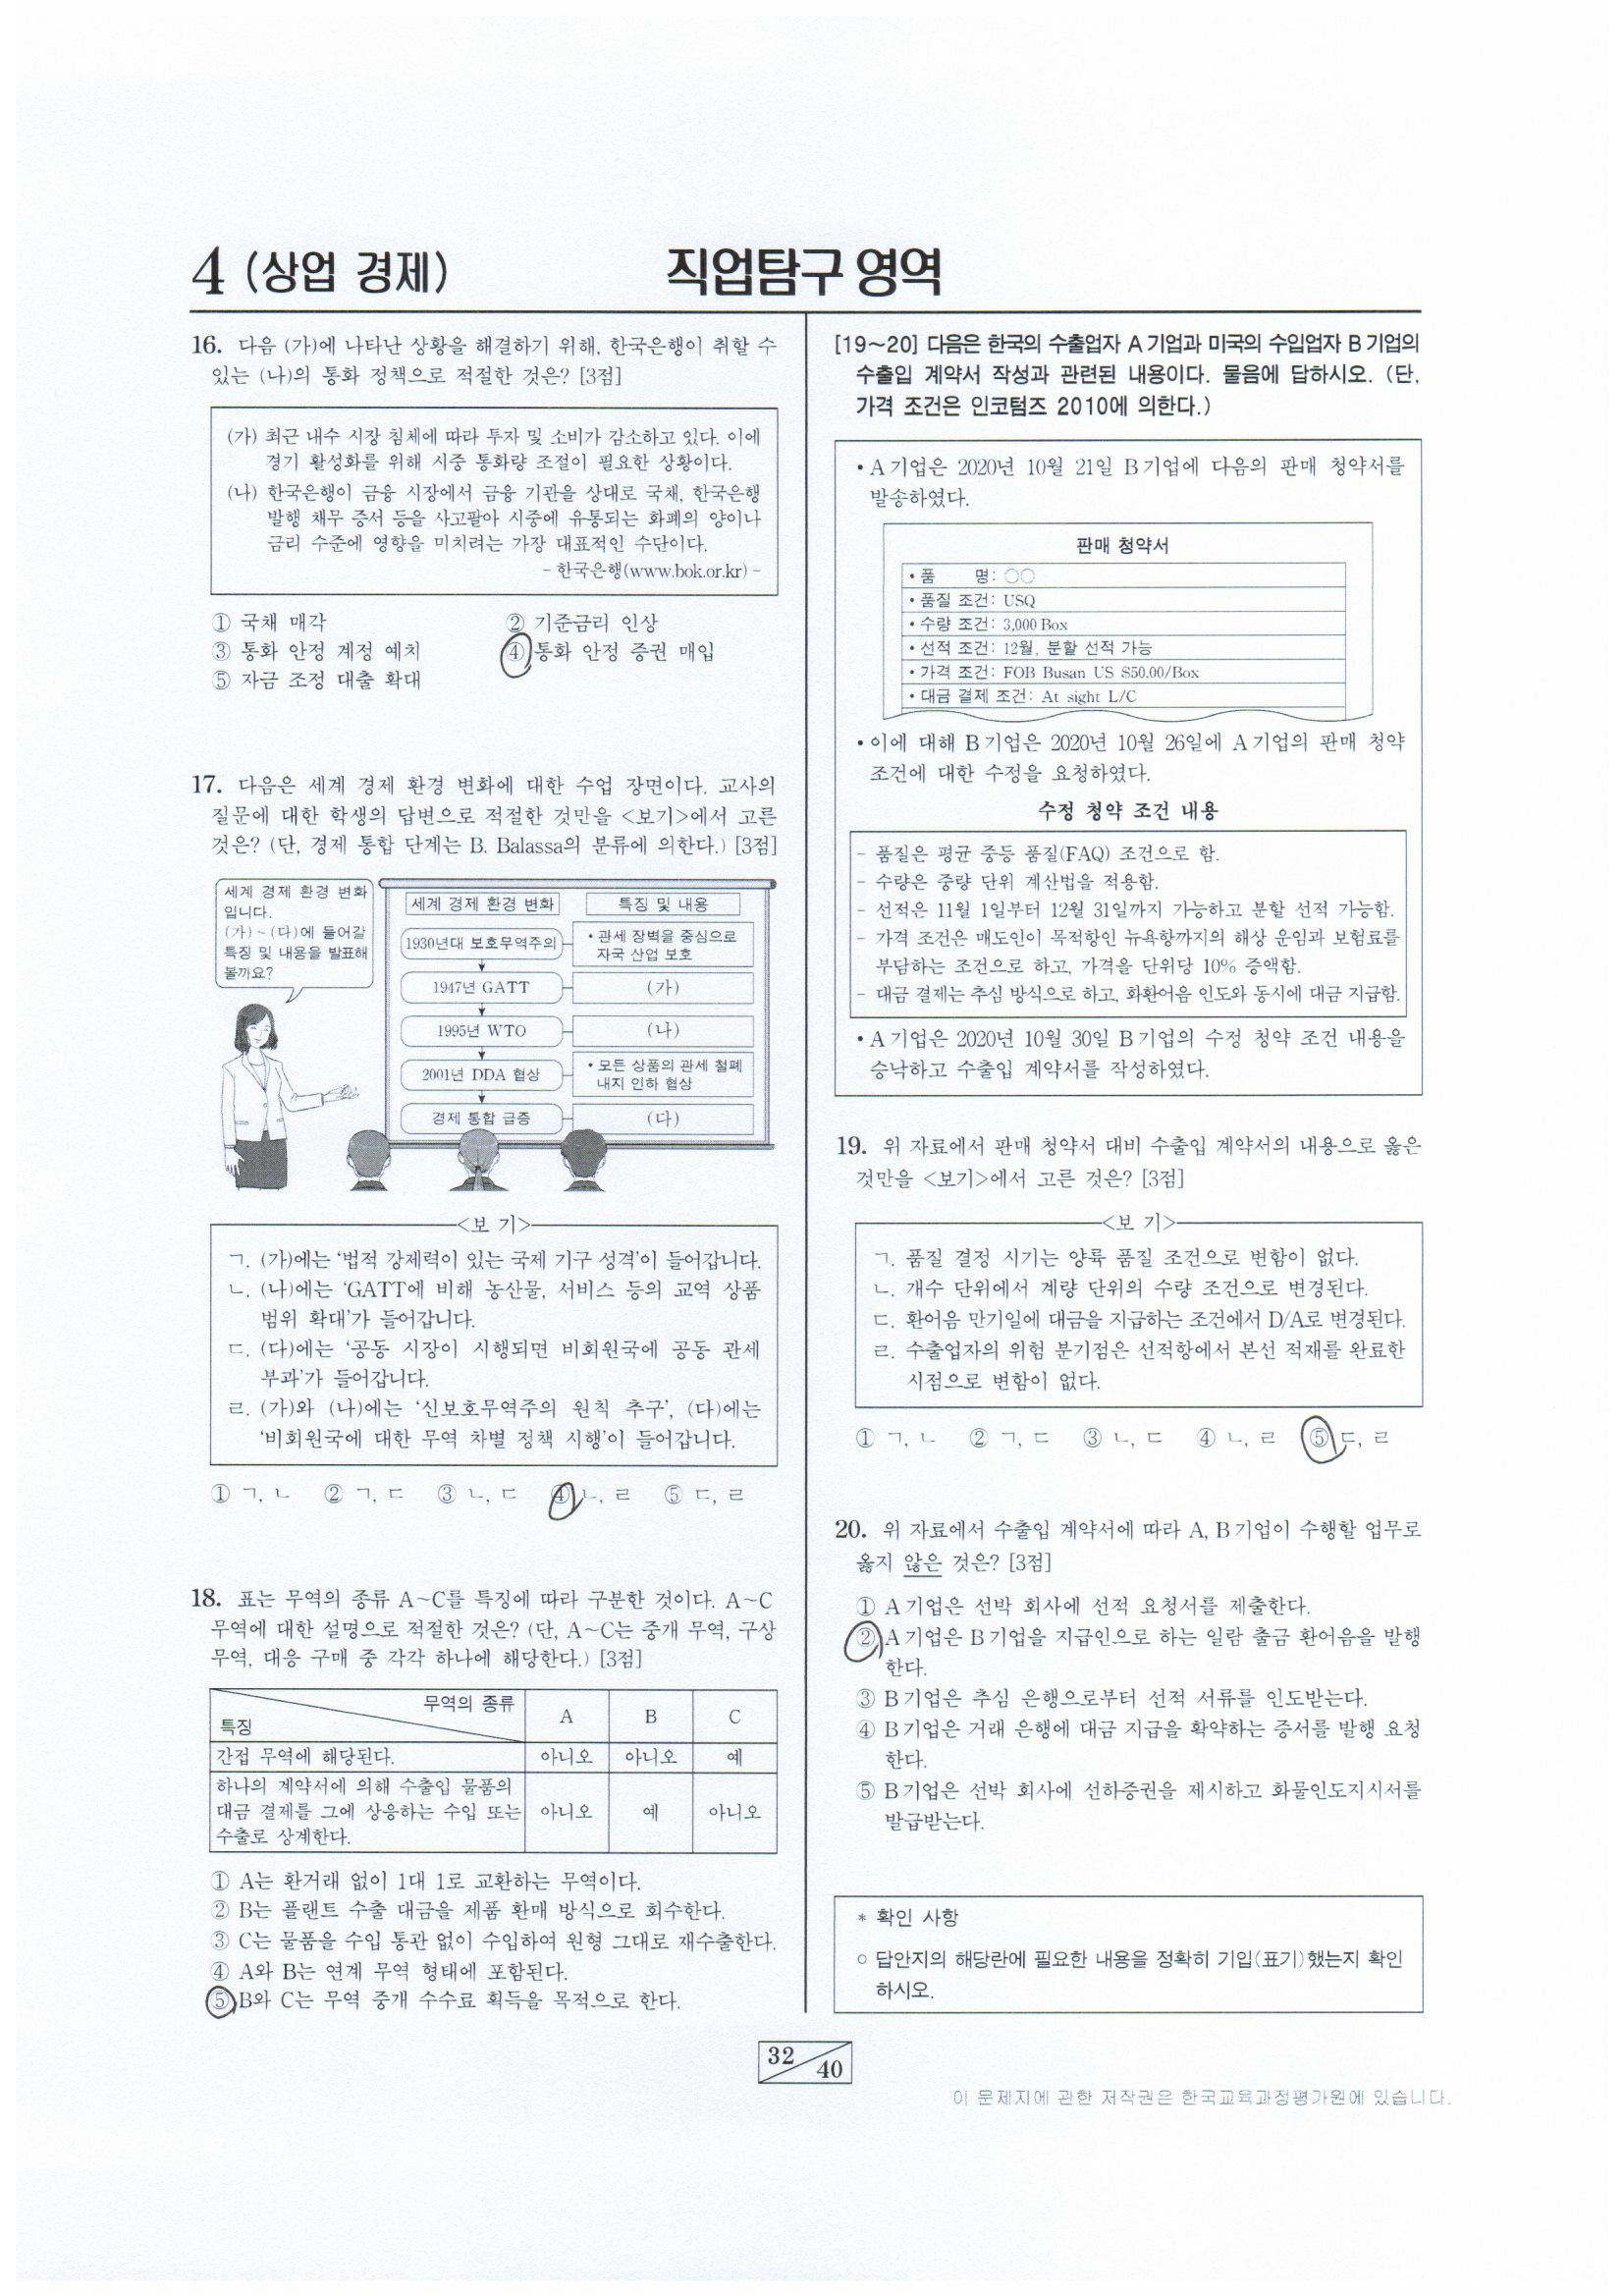 4 (상업 경제)
직업탐구 영역
16. 다음 (가)에 나타난 상황을 해결하기 위해, 한국은행이 취할 수
있는 (나)의 통화 정책으로 적절한 것은? [3점]
(가) 최근 내수 시장 침체에 따라 투자 및 소비가 감소하고 있다. 이에
경기 활성화를 위해 시중 통화량 조절이 필요한 상황이다.
(나) 한국은행이 금융 시장에서 금융 기관을 상대로 국채, 한국은행
발행 채무 증서 등을 사고팔아 시중에 유통되는 화폐의 양이나
금리 수준에 영향을 미치려는 가장 대표적인 수단이다.
- 한국은행(www.bok.or.kr) -
① 국채 매각 ② 기준금리 인상
③ 통화 안정 계정 예치 ④ 통화 안정 증권 매입
⑤ 자금 조정 대출 확대
17. 다음은 세계 경제 환경 변화에 대한 수업 장면이다. 교사의
질문에 대한 학생의 답변으로 적절한 것만을 <보기>에서 고른
것은? (단, 경제 통합 단계는 B. Balassa의 분류에 의한다.) [3점]
세계 경제 환경 변화
입니다.
(가)~(다)에 들어갈
특징 및 내용을 발표해
볼까요?
세계 경제 환경 변화 특징 및 내용
1930년대 보호무역주의 • 관세 장벽을 중심으로
자국 산업 보호
1947년 GATT (가)
1995년 WTO (나)
2001년 DDA 협상 • 모든 상품의 관세 철폐
내지 인하 협상
경제 통합 급증 (다)
<보 기>
ㄱ. (가)에는 ‘법적 강제력이 있는 국제 기구 성격’이 들어갑니다.
ㄴ. (나)에는 ‘GATT에 비해 농산물, 서비스 등의 교역 상품
범위 확대’가 들어갑니다.
ㄷ. (다)에는 ‘공동 시장이 시행되면 비회원국에 공동 관세
부과’가 들어갑니다.
ㄹ. (가)와 (나)에는 ‘신보호무역주의 원칙 추구’, (다)에는
‘비회원국에 대한 무역 차별 정책 시행’이 들어갑니다.
① ㄱ, ㄴ ② ㄱ, ㄷ ③ ㄴ, ㄷ ④ ㄴ, ㄹ ⑤ ㄷ, ㄹ
18. 표는 무역의 종류 A~C를 특징에 따라 구분한 것이다. A~C
무역에 대한 설명으로 적절한 것은? (단, A~C는 중개 무역, 구상
무역, 대응 구매 중 각각 하나에 해당한다.) [3점]
무역의 종류
특징
A B C
간접 무역에 해당된다. 아니오 아니오 예
하나의 계약서에 의해 수출입 물품의
대금 결제를 그에 상응하는 수입 또는 아니오 예 아니오
수출로 상계한다.
① A는 환거래 없이 1대 1로 교환하는 무역이다.
② B는 플랜트 수출 대금을 제품 환매 방식으로 회수한다.
③ C는 물품을 수입 통관 없이 수입하여 원형 그대로 재수출한다.
④ A와 B는 연계 무역 형태에 포함된다.
⑤ B와 C는 무역 중개 수수료 획득을 목적으로 한다.
[19~20] 다음은 한국의 수출업자 A기업과 미국의 수입업자 B기업의
수출입 계약서 작성과 관련된 내용이다. 물음에 답하시오. (단,
가격 조건은 인코텀즈 2010에 의한다.)
• A기업은 2020년 10월 21일 B기업에 다음의 판매 청약서를
발송하였다.
판매 청약서
• 품 명: ○○
• 품질 조건: USQ
• 수량 조건: 3,000 Box
• 선적 조건: 12월, 분할 선적 가능
• 가격 조건: FOB Busan US $50.00/Box
• 대금 결제 조건: At sight L/C
• 이에 대해 B기업은 2020년 10월 26일에 A기업의 판매 청약
조건에 대한 수정을 요청하였다.
수정 청약 조건 내용
- 품질은 평균 중등 품질(FAQ) 조건으로 함.
- 수량은 중량 단위 계산법을 적용함.
- 선적은 11월 1일부터 12월 31일까지 가능하고 분할 선적 가능함.
- 가격 조건은 매도인이 목적항인 뉴욕항까지의 해상 운임과 보험료를
부담하는 조건으로 하고, 가격을 단위당 10% 증액함.
- 대금 결제는 추심 방식으로 하고, 화환어음 인도와 동시에 대금 지급함.
• A기업은 2020년 10월 30일 B기업의 수정 청약 조건 내용을
승낙하고 수출입 계약서를 작성하였다.
19. 위 자료에서 판매 청약서 대비 수출입 계약서의 내용으로 옳은
것만을 <보기>에서 고른 것은? [3점]
<보 기>
ㄱ. 품질 결정 시기는 양륙 품질 조건으로 변함이 없다.
ㄴ. 개수 단위에서 계량 단위의 수량 조건으로 변경된다.
ㄷ. 환어음 만기일에 대금을 지급하는 조건에서 D/A로 변경된다.
ㄹ. 수출업자의 위험 분기점은 선적항에서 본선 적재를 완료한
시점으로 변함이 없다.
① ㄱ, ㄴ ② ㄱ, ㄷ ③ ㄴ, ㄷ ④ ㄴ, ㄹ ⑤ ㄷ, ㄹ
20. 위 자료에서 수출입 계약서에 따라 A, B기업이 수행할 업무로
옳지 않은 것은? [3점]
① A기업은 선박 회사에 선적 요청서를 제출한다.
② A기업은 B기업을 지급인으로 하는 일람 출금 환어음을 발행
한다.
③ B기업은 추심 은행으로부터 선적 서류를 인도받는다.
④ B기업은 거래 은행에 대금 지급을 확약하는 증서를 발행 요청
한다.
⑤ B기업은 선박 회사에 선하증권을 제시하고 화물인도지시서를
발급받는다.
* 확인 사항
○ 답안지의 해당란에 필요한 내용을 정확히 기입(표기)했는지 확인
하시오.
32 40
이 문제지에 관한 저작권은 한국교육과정평가원에 있습니다.